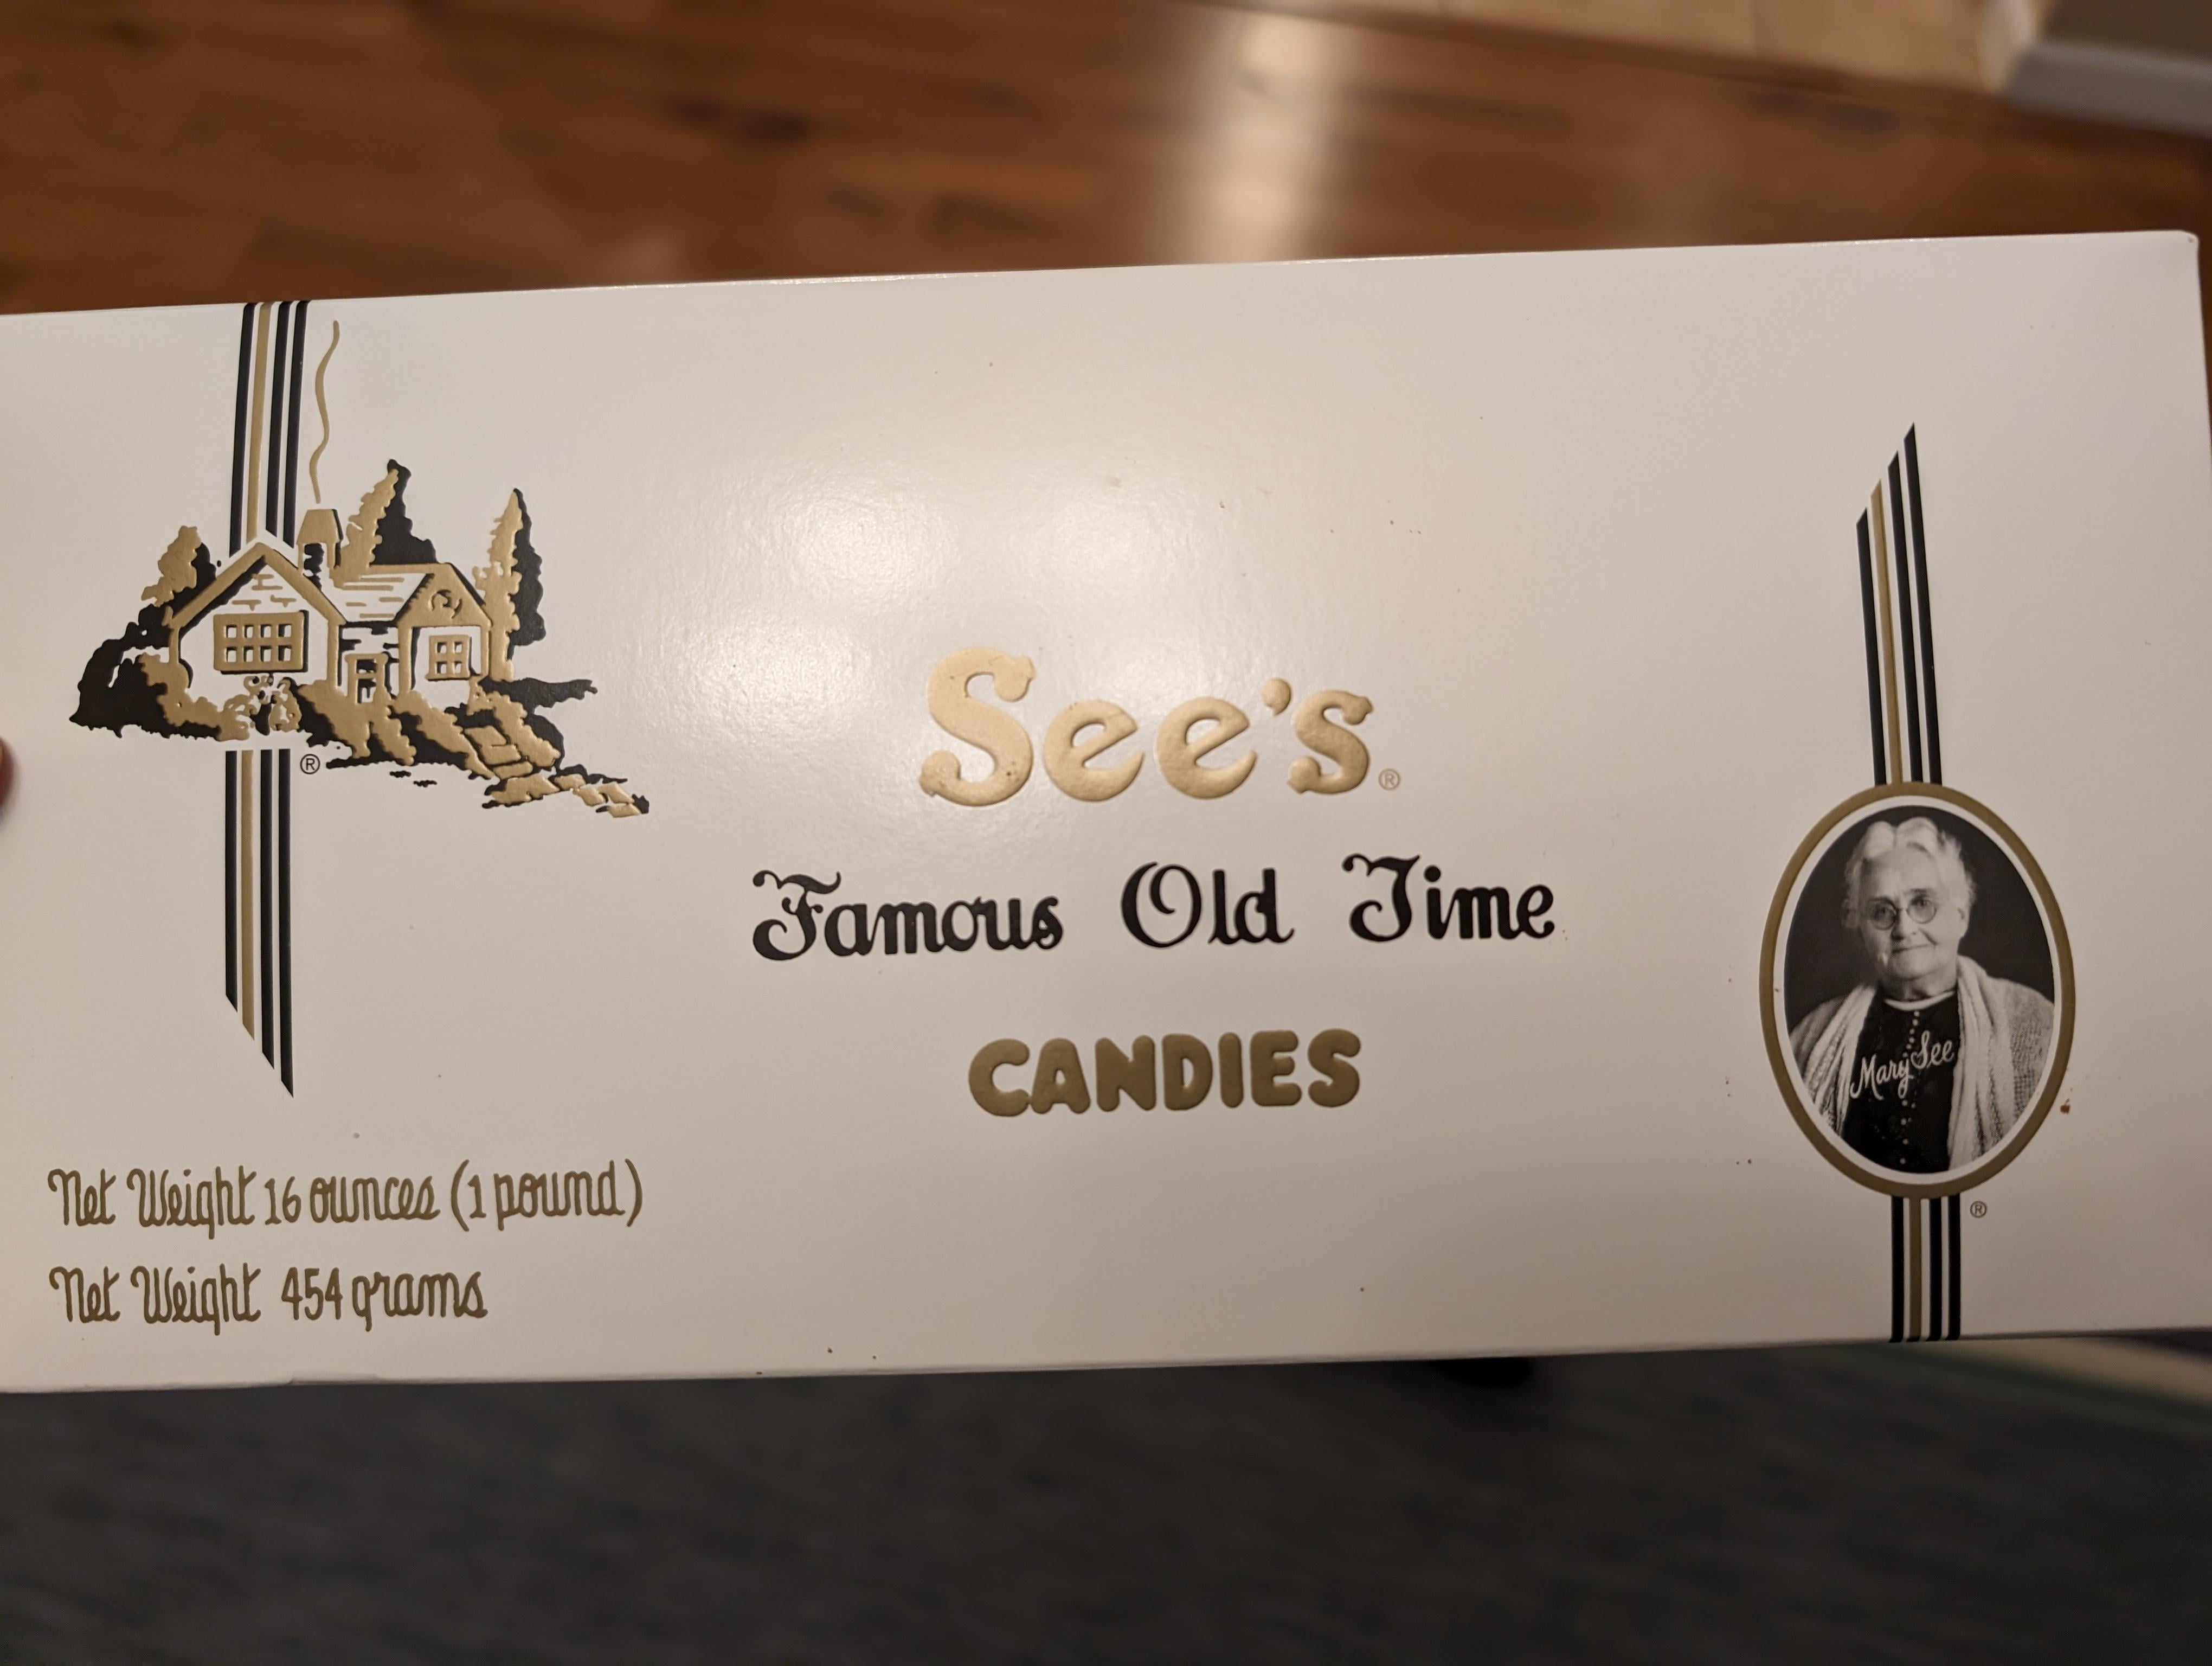 See's®
Famous Old Time
CANDIES
®
Mary See
®
Net Weight 16 ounces (1 pound)
Net Weight 454 grams